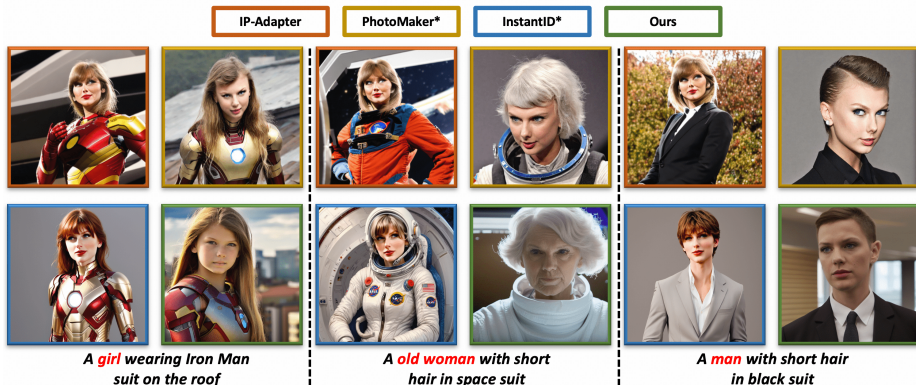 IP-Adapter
PhotoMaker*
InstantID*
Ours
A girl wearing Iron Man
suit on the roof
A old woman with short
hair in space suit
A man with short hair
in black suit